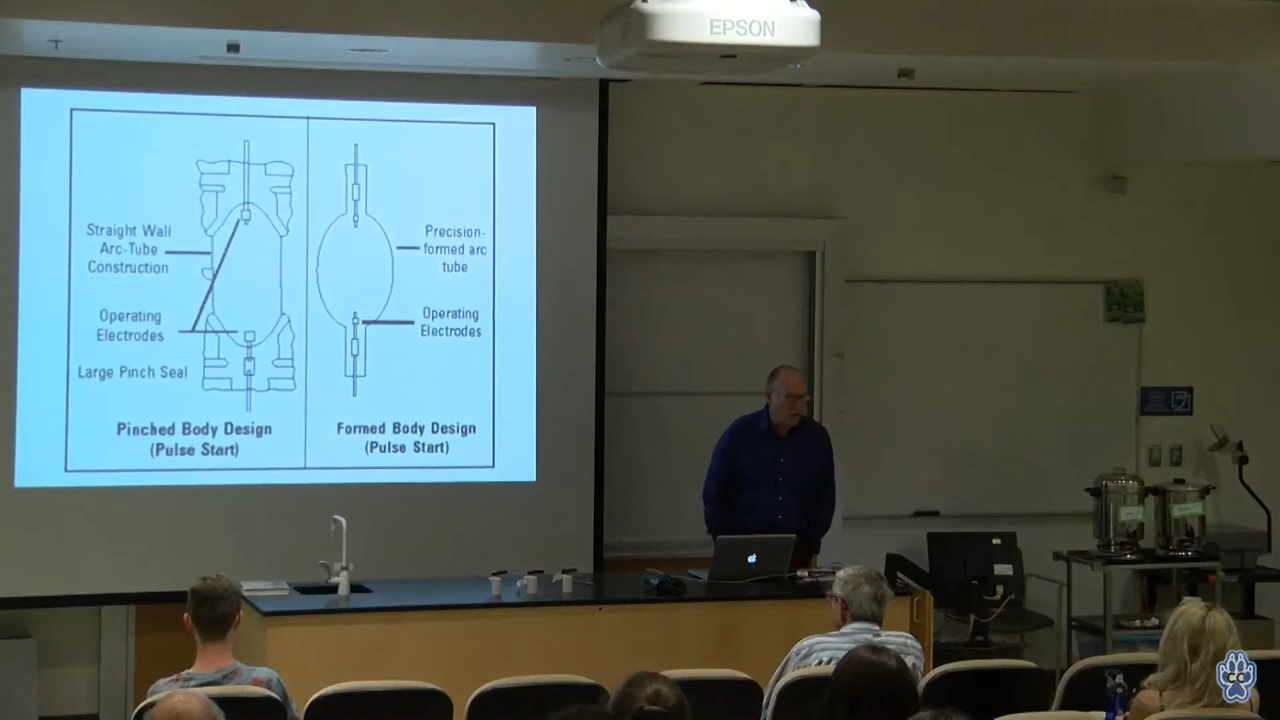 EPSON
Straight Wall
Arc-Tube
Construction
Operating
Electrodes
Large Pinch Seal
Pinched Body Design
(Pulse Start)
Precision-
formed arc
tube
Operating
Electrodes
Formed Body Design
(Pulse Start)
CC